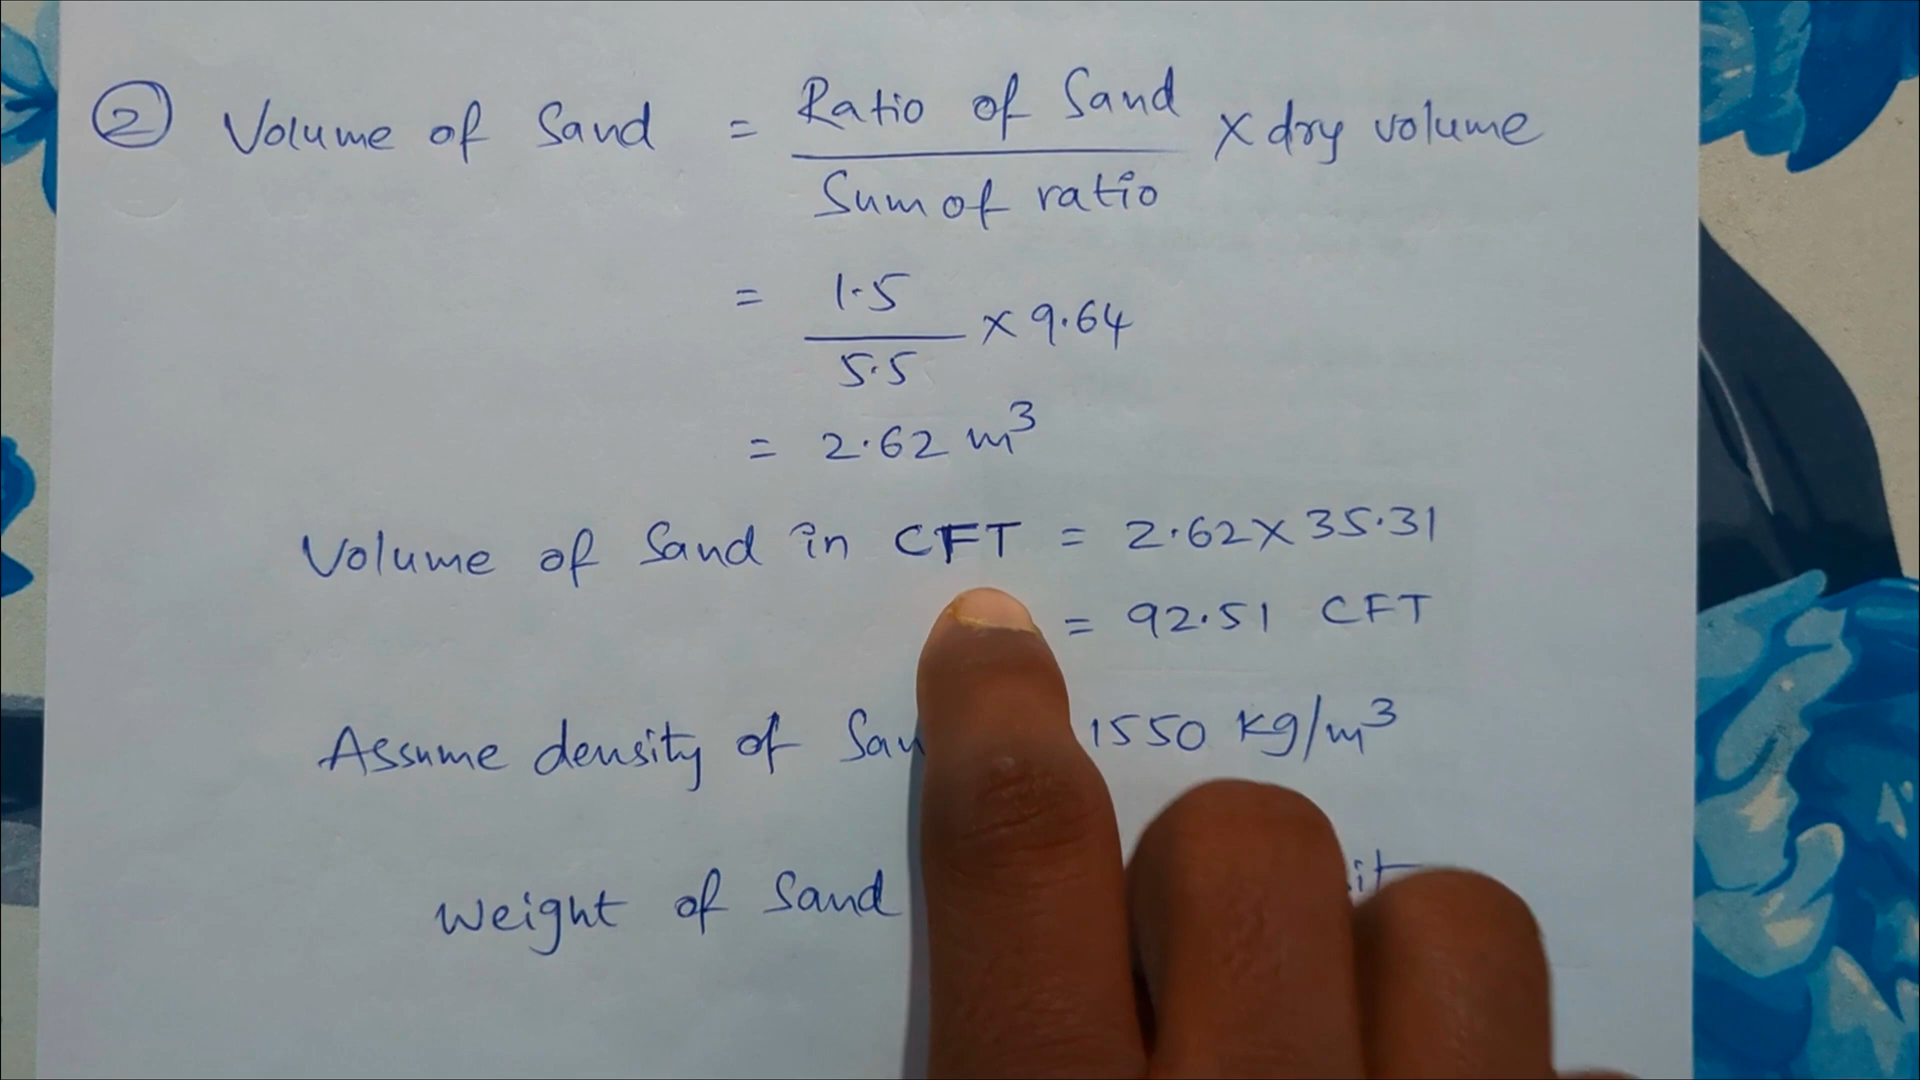 2 Volume of Sand = Ratio of Sand / Sum of ratio x dry volume
= 1.5 / 5.5 x 9.64
= 2.62 m³
Volume of Sand in CFT = 2.62 x 35.31
= 92.51 CFT
Assume density of 1550 kg/m³
Weight of Sand